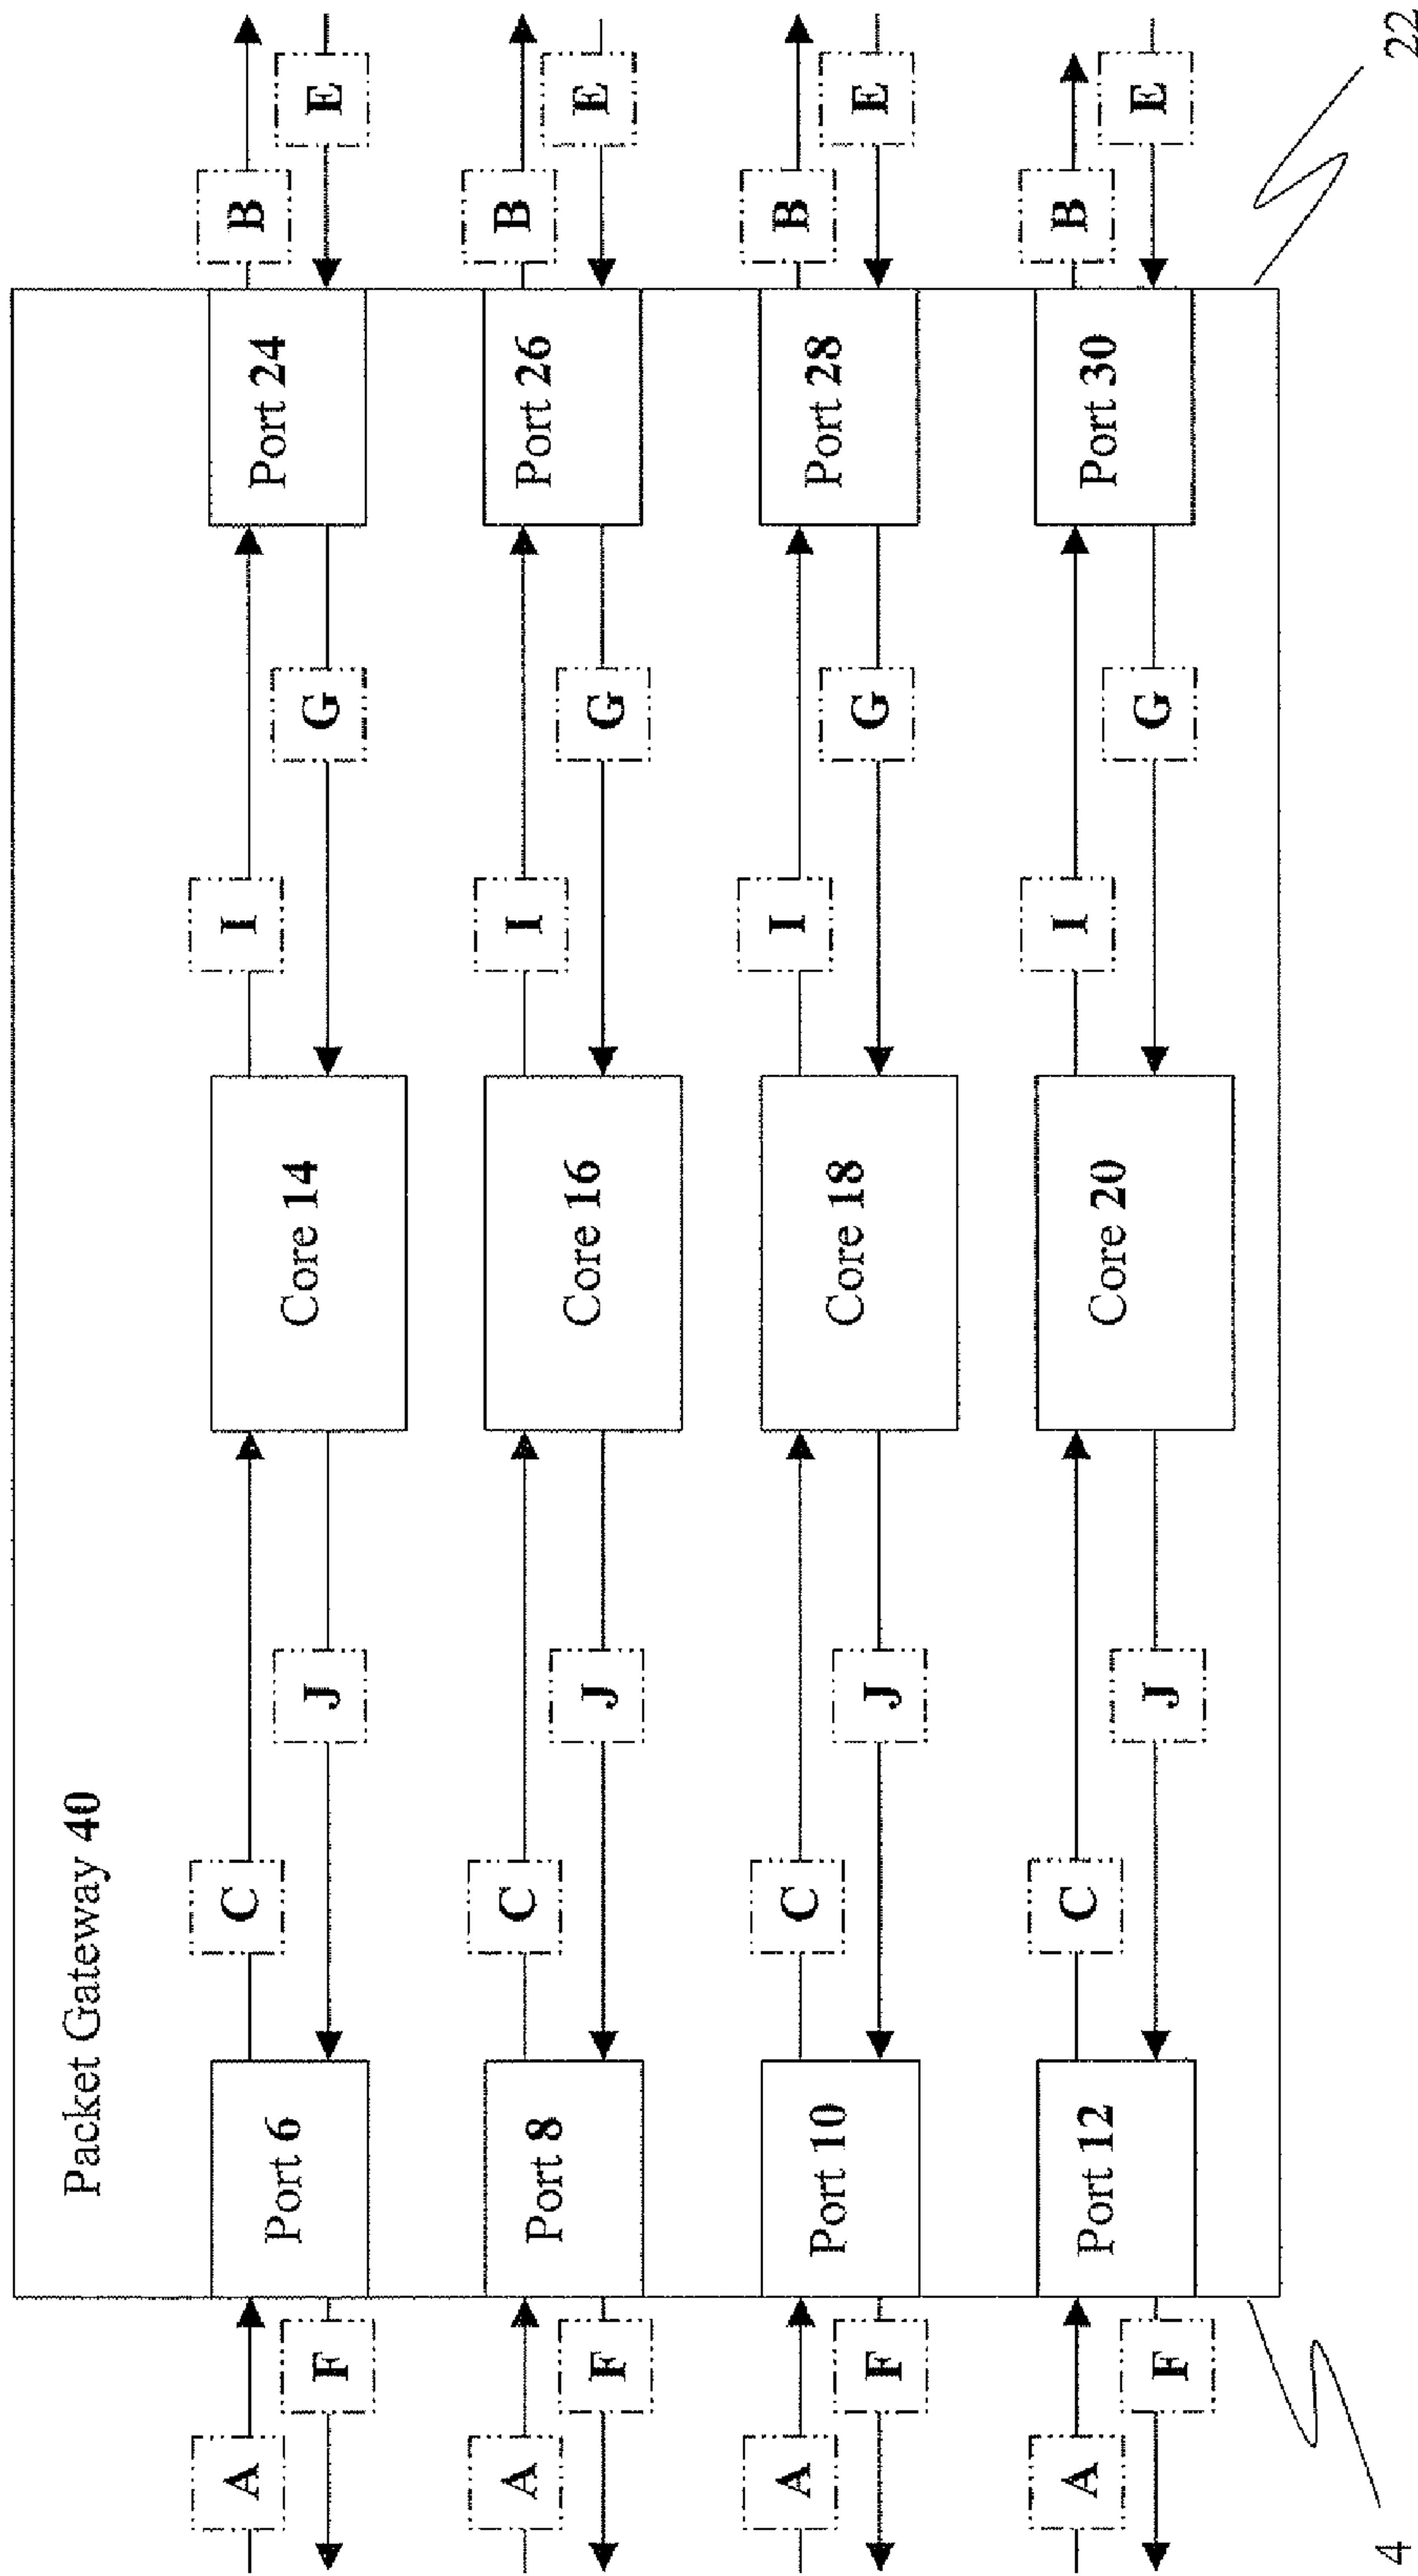 Packet Gateway 40
A
F
Port 6
C
J
Core 14
I
G
Port 24
B
E
A
F
Port 8
C
J
Core 16
I
G
Port 26
B
E
A
F
Port 10
C
J
Core 18
I
G
Port 28
B
E
A
F
Port 12
C
J
Core 20
I
G
Port 30
B
E
4
22